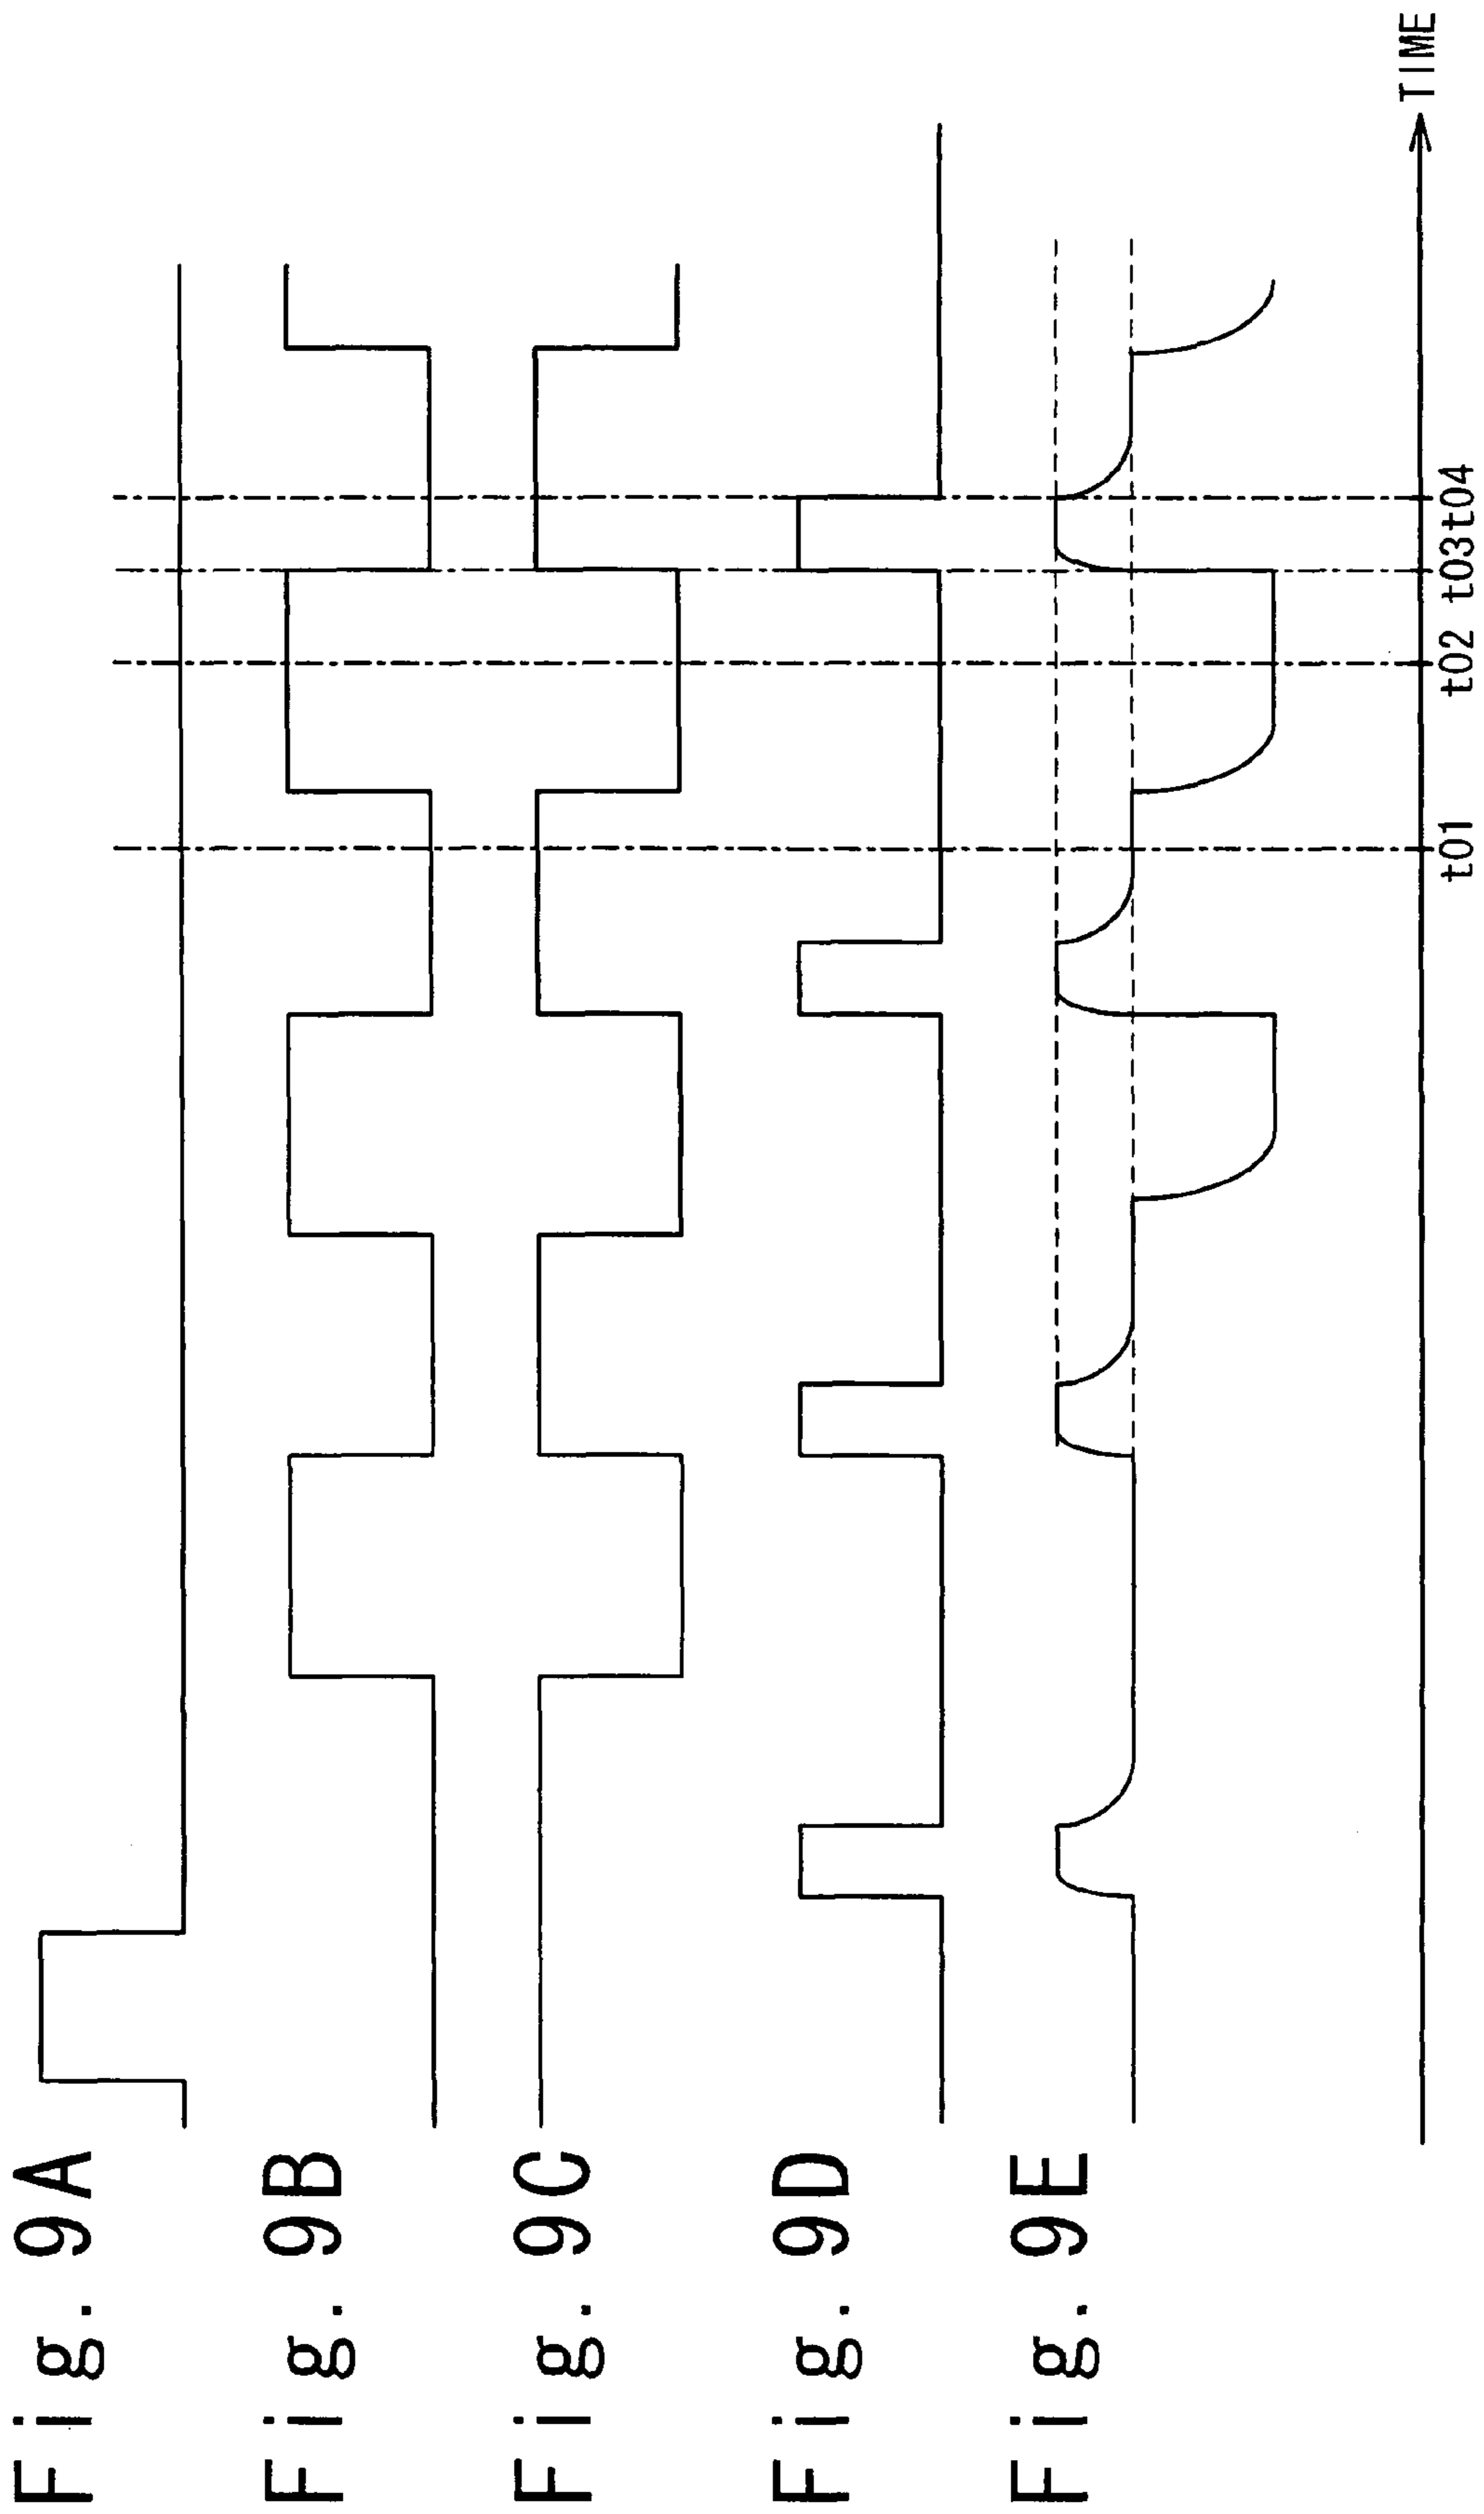 Fig. 9A
Fig. 9B
Fig. 9C
Fig. 9D
Fig. 9E
t01 t02 t03 t04
TIME